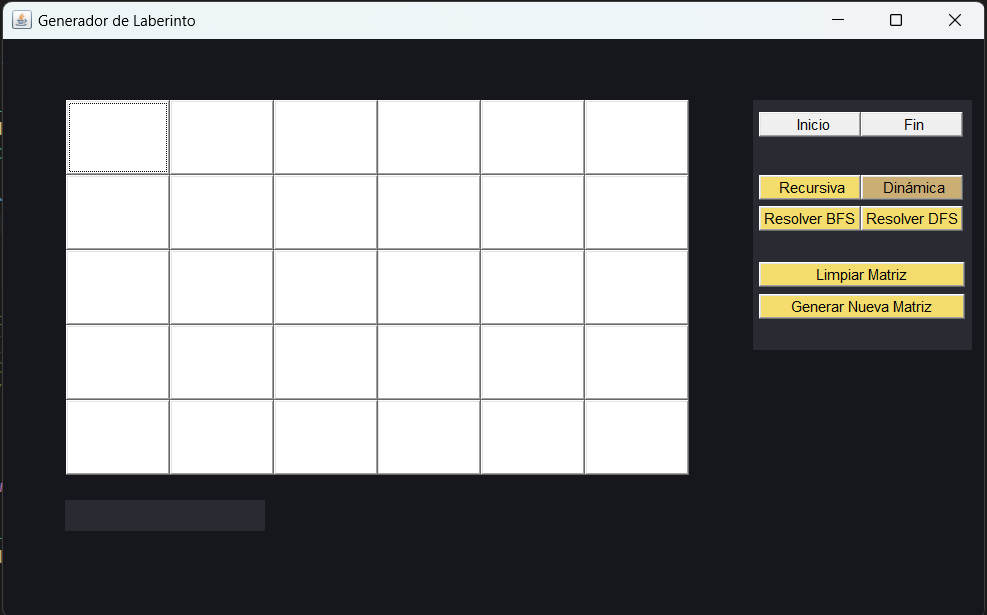 Generador de Laberinto
Inicio Fin
Recursiva Dinámica
Resolver BFS Resolver DFS
Limpiar Matriz
Generar Nueva Matriz